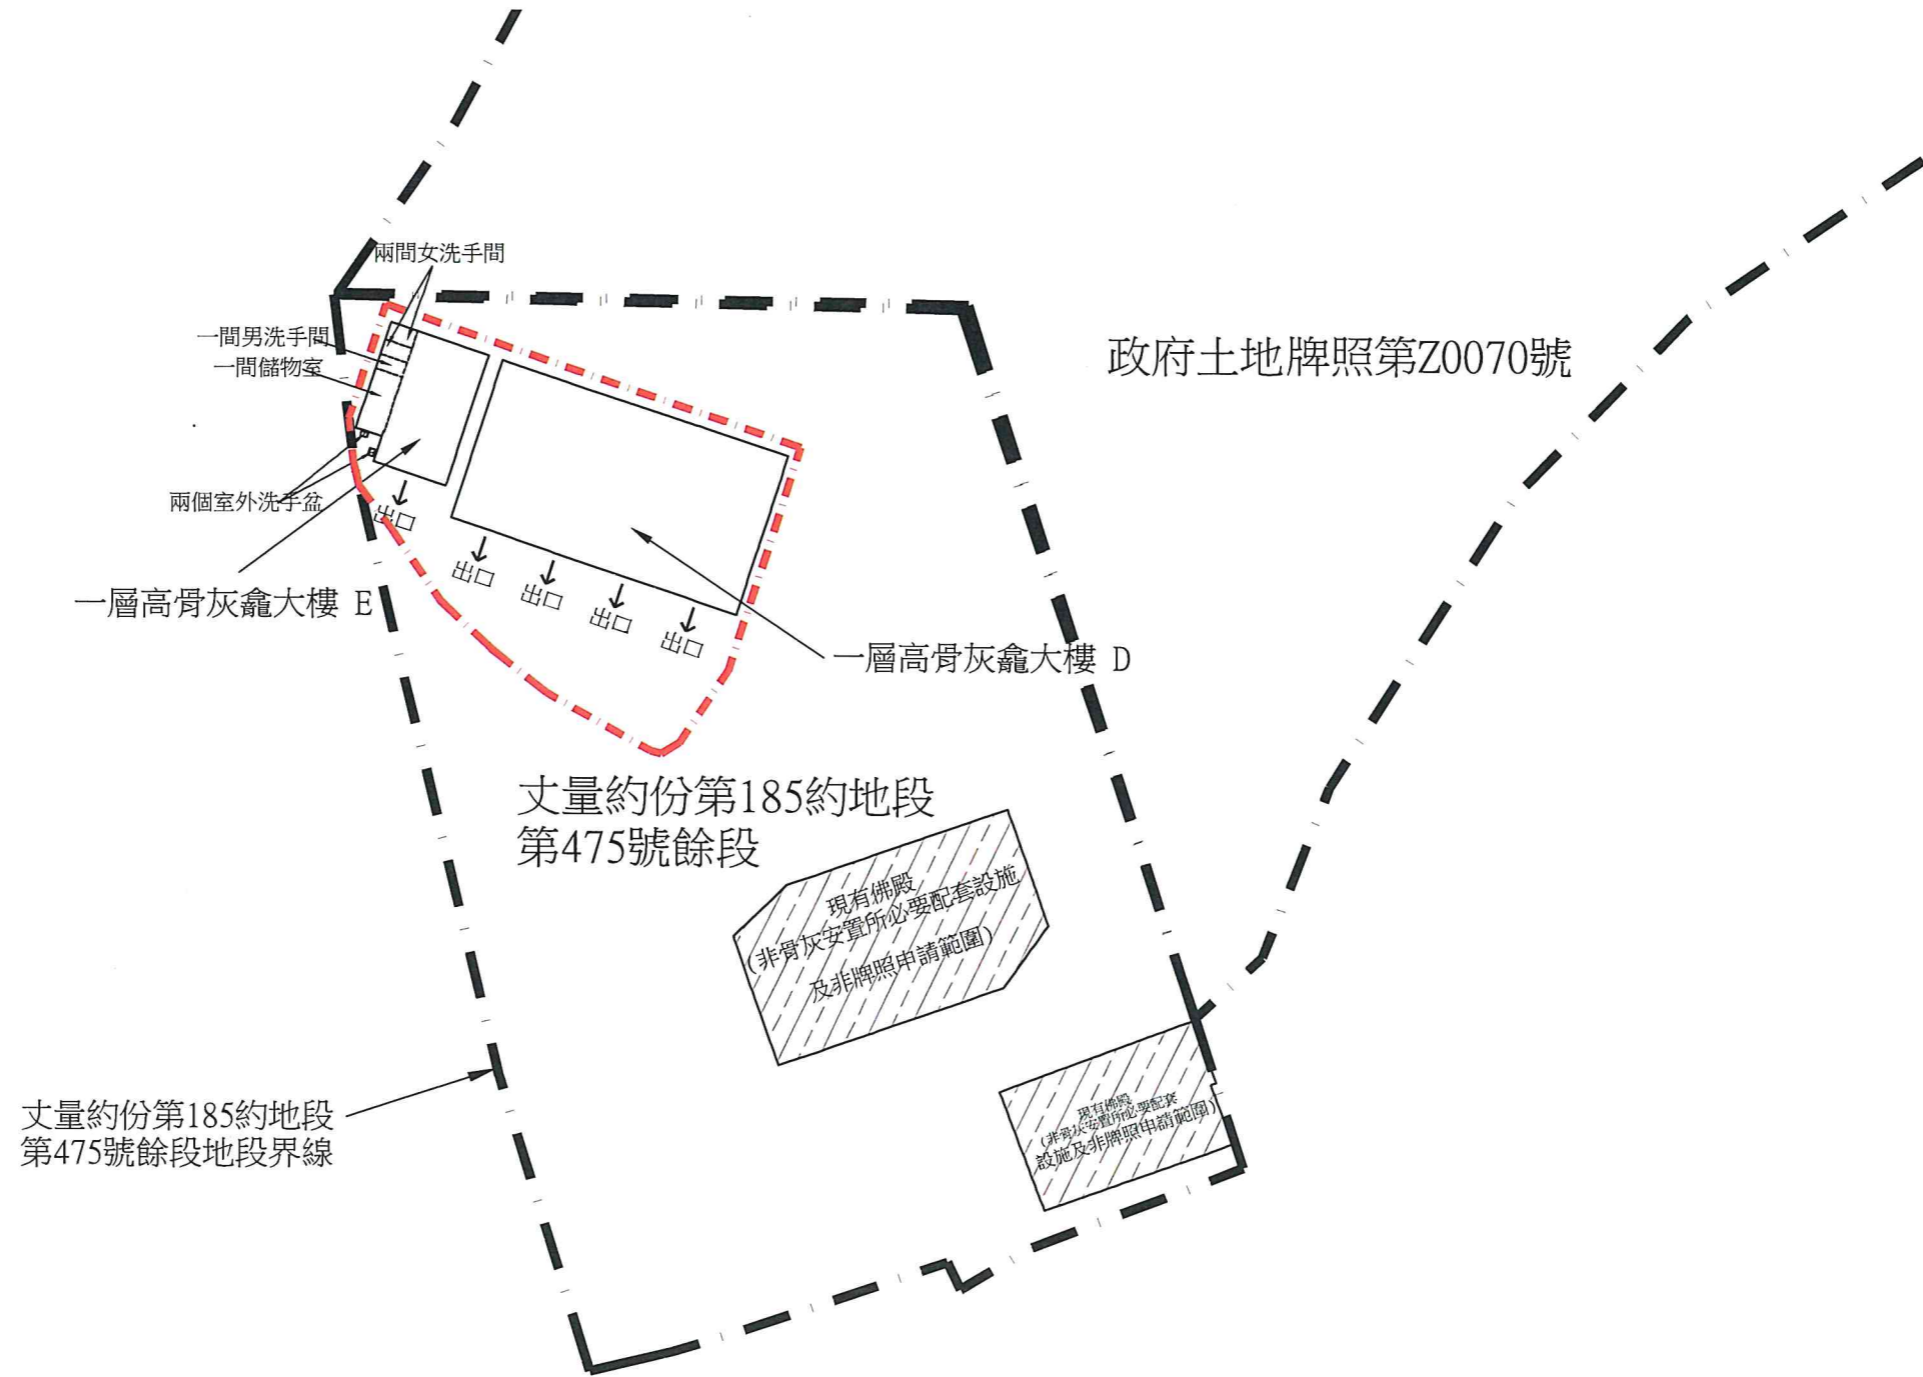 兩間女洗手間
一間男洗手間
一間儲物室
政府土地牌照第Z0070號
兩個室外洗手盆
出口
出口
出口
出口
出口
一層高骨灰龕大樓 E
一層高骨灰龕大樓 D
丈量約份第185約地段
第475號餘段
現有佛殿
(非骨灰安置所必要配套設施
及非牌照申請範圍)
現有佛殿
(非骨灰安置所必要配套
設施及非牌照申請範圍)
丈量約份第185約地段
第475號餘段地段界線